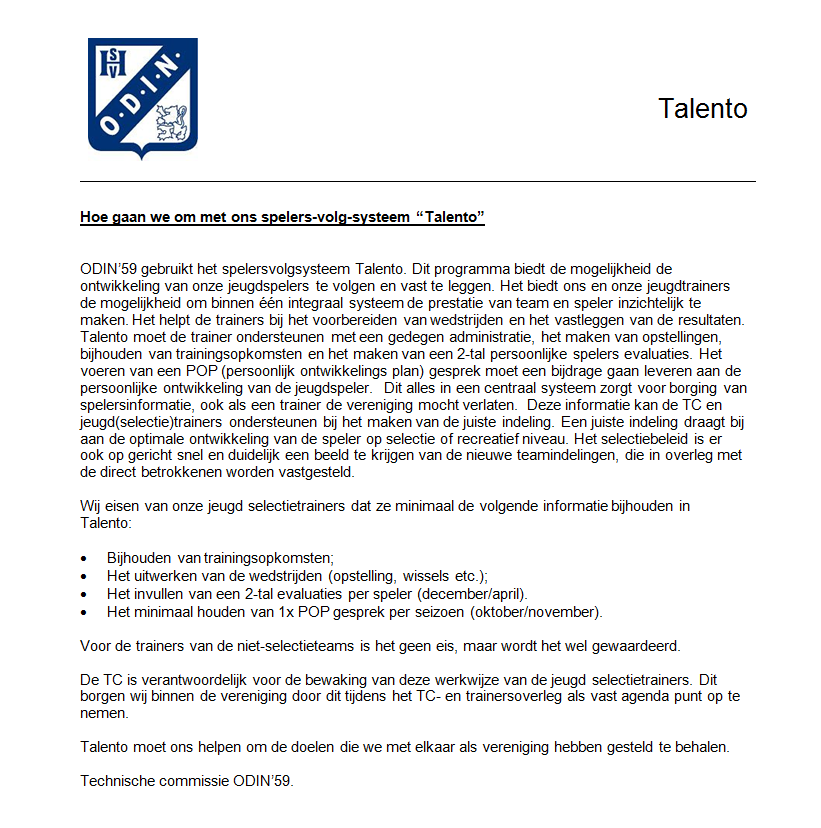 H S V
O.D.I.N.
Talento
Hoe gaan we om met ons spelers-volg-systeem “Talento”
ODIN’59 gebruikt het spelersvolgsysteem Talento. Dit programma biedt de mogelijkheid de
ontwikkeling van onze jeugdspelers te volgen en vast te leggen. Het biedt ons en onze jeugdtrainers
de mogelijkheid om binnen één integraal systeem de prestatie van team en speler inzichtelijk te
maken. Het helpt de trainers bij het voorbereiden van wedstrijden en het vastleggen van de resultaten.
Talento moet de trainer ondersteunen met een gedegen administratie, het maken van opstellingen,
bijhouden van trainingsopkomsten en het maken van een 2-tal persoonlijke spelers evaluaties. Het
voeren van een POP (persoonlijk ontwikkelings plan) gesprek moet een bijdrage gaan leveren aan de
persoonlijke ontwikkeling van de jeugdspeler. Dit alles in een centraal systeem zorgt voor borging van
spelersinformatie, ook als een trainer de vereniging mocht verlaten. Deze informatie kan de TC en
jeugd(selectie)trainers ondersteunen bij het maken van de juiste indeling. Een juiste indeling draagt bij
aan de optimale ontwikkeling van de speler op selectie of recreatief niveau. Het selectiebeleid is er
ook op gericht snel en duidelijk een beeld te krijgen van de nieuwe teamindelingen, die in overleg met
de direct betrokkenen worden vastgesteld.
Wij eisen van onze jeugd selectietrainers dat ze minimaal de volgende informatie bijhouden in
Talento:
• Bijhouden van trainingsopkomsten;
• Het uitwerken van de wedstrijden (opstelling, wissels etc.);
• Het invullen van een 2-tal evaluaties per speler (december/april).
• Het minimaal houden van 1x POP gesprek per seizoen (oktober/november).
Voor de trainers van de niet-selectieteams is het geen eis, maar wordt het wel gewaardeerd.
De TC is verantwoordelijk voor de bewaking van deze werkwijze van de jeugd selectietrainers. Dit
borgen wij binnen de vereniging door dit tijdens het TC- en trainersoverleg als vast agenda punt op te
nemen.
Talento moet ons helpen om de doelen die we met elkaar als vereniging hebben gesteld te behalen.
Technische commissie ODIN’59.